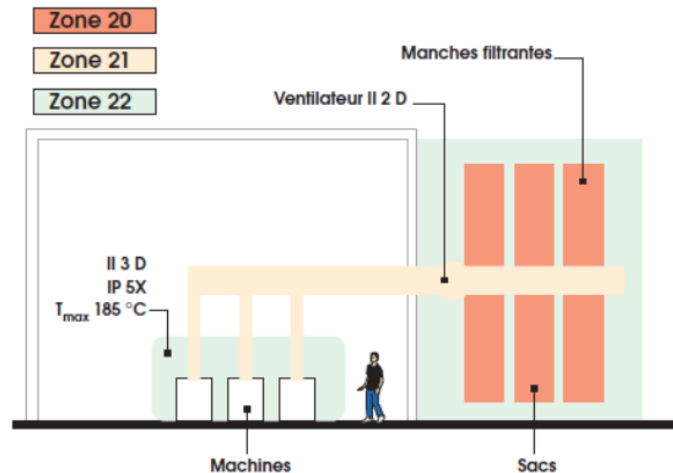 Zone 20
Zone 21
Zone 22
Manches filtrantes
Ventilateur II 2 D
II 3 D
IP 5X
Tmax 185 °C
Machines
Sacs